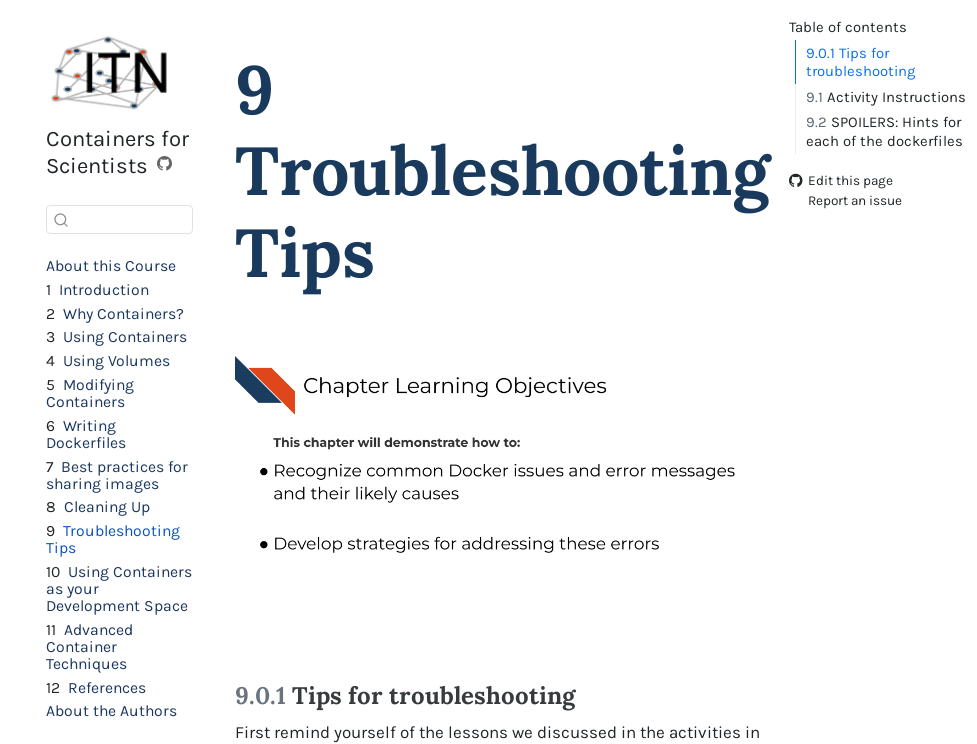 ITN
Containers for
Scientists
About this Course
1 Introduction
2 Why Containers?
3 Using Containers
4 Using Volumes
5 Modifying
Containers
6 Writing
Dockerfiles
7 Best practices for
sharing images
8 Cleaning Up
9 Troubleshooting
Tips
10 Using Containers
as your
Development Space
11 Advanced
Container
Techniques
12 References
About the Authors
9
Troubleshooting
Tips
Chapter Learning Objectives
This chapter will demonstrate how to:
● Recognize common Docker issues and error messages
and their likely causes
● Develop strategies for addressing these errors
9.0.1 Tips for troubleshooting
First remind yourself of the lessons we discussed in the activities in
Table of contents
9.0.1 Tips for
troubleshooting
9.1 Activity Instructions
9.2 SPOILERS: Hints for
each of the dockerfiles
Edit this page
Report an issue